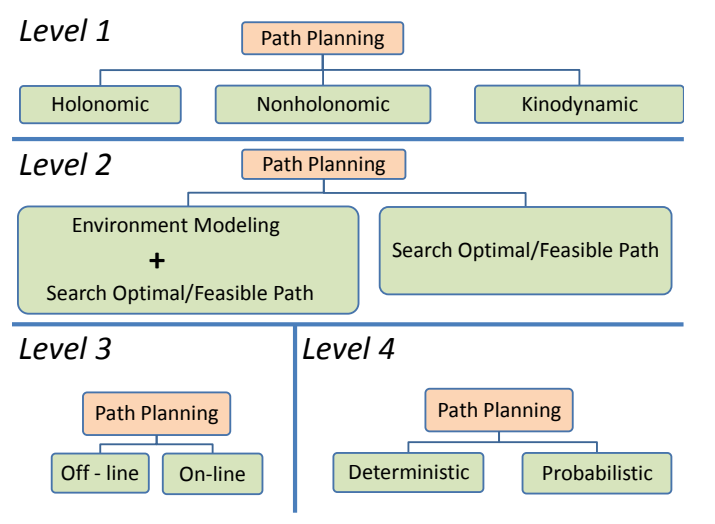 Level 1
Path Planning
Holonomic
Nonholonomic
Kinodynamic
Level 2
Path Planning
Environment Modeling
+
Search Optimal/Feasible Path
Search Optimal/Feasible Path
Level 3
Path Planning
Off - line
On-line
Level 4
Path Planning
Deterministic
Probabilistic